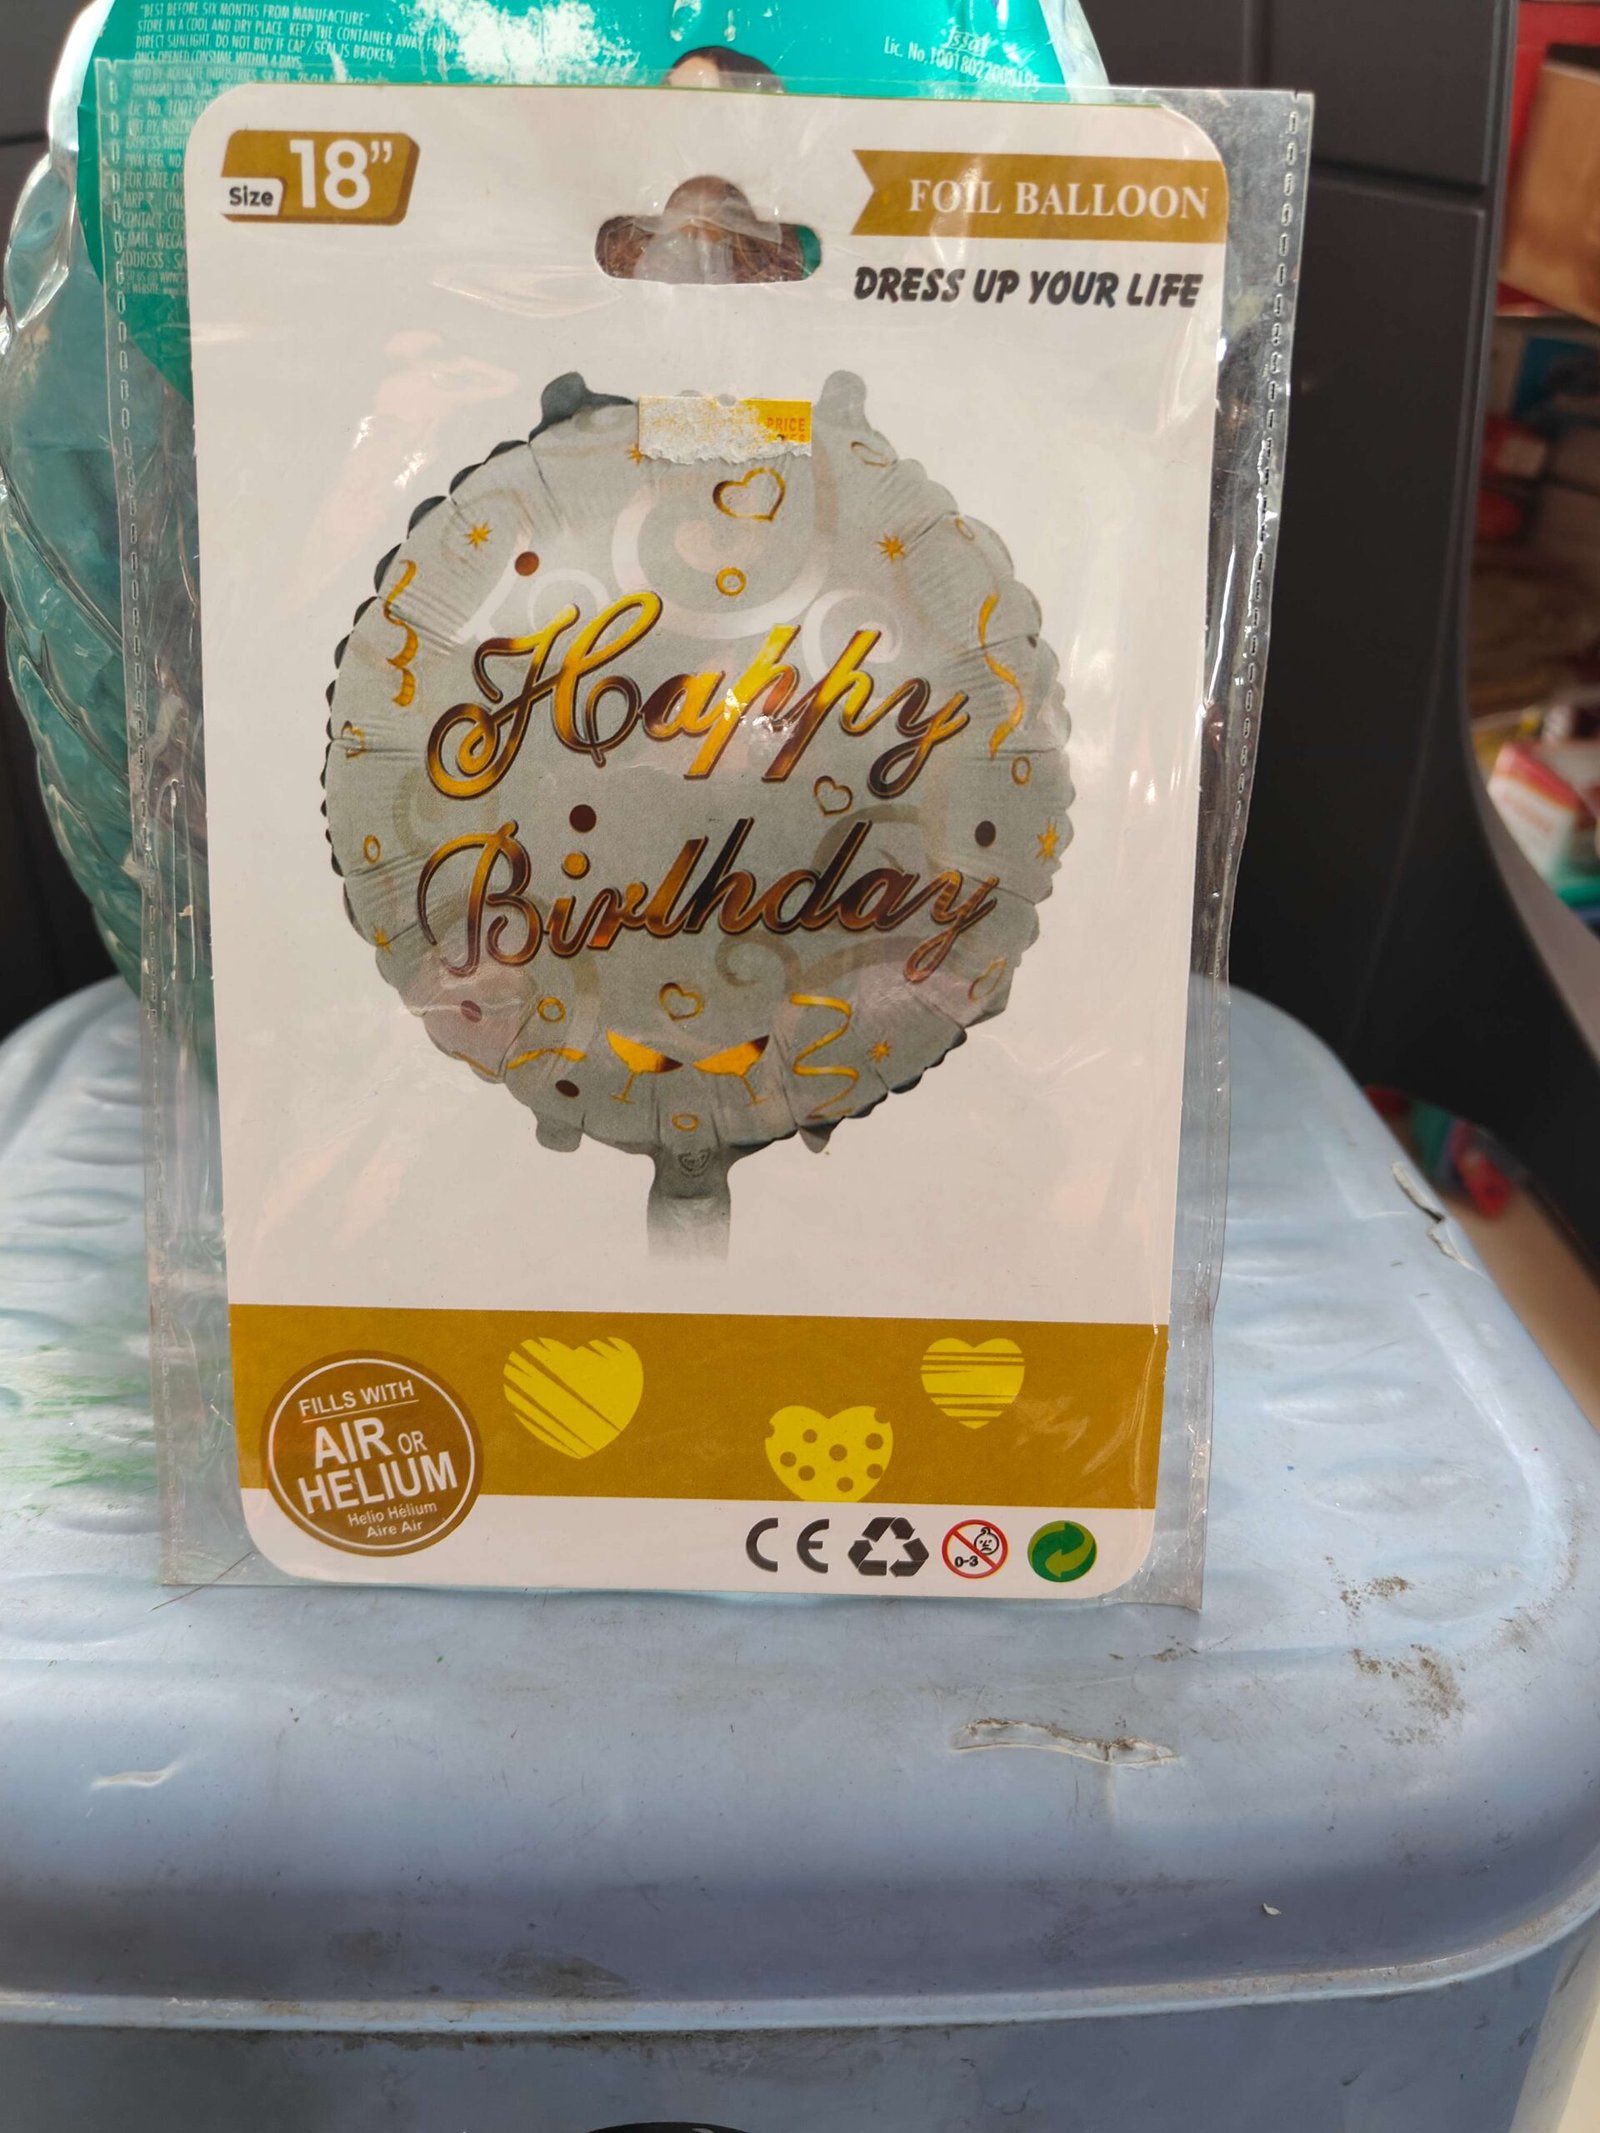 "BEST BEFORE SIX MONTHS FROM MANUFACTURE"
STORE IN A COOL AND DRY PLACE. KEEP THE CONTAINER AWAY FROM
DIRECT SUNLIGHT. DO NOT BUY IF CAP / SEAL IS BROKEN.
ONCE OPENED CONSUME WITHIN 4 DAYS.
fssai
Lic. No.
Size 18”
FOIL BALLOON
DRESS UP YOUR LIFE
PRICE
Happy
Birthday
FILLS WITH
AIR OR
HELIUM
Helio Hélium
Aire Air
CE
0-3